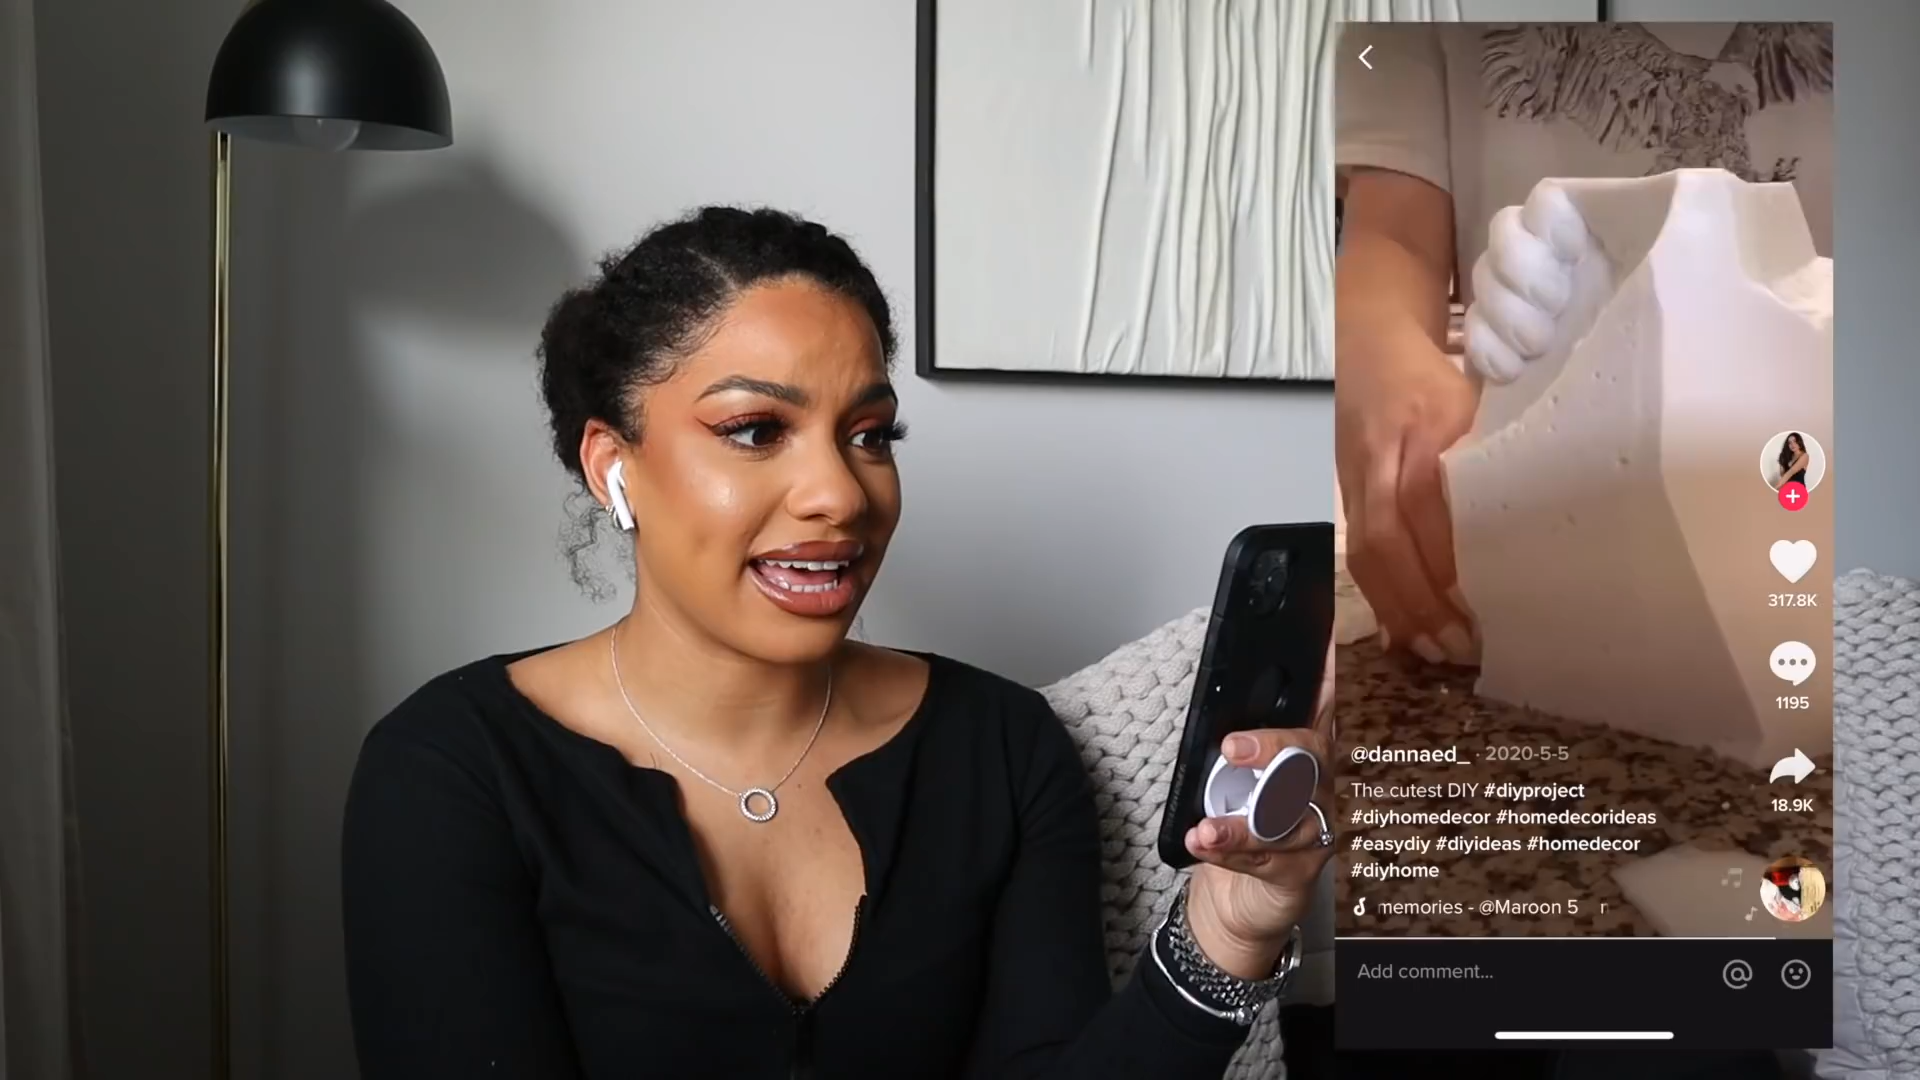 317.8K
1195
@dannaed_ · 2020-5-5
18.9K
The cutest DIY #diyproject
#diyhomedecor #homedecorideas
#easydiy #diyideas #homedecor
#diyhome
memories - @Maroon 5 r
Add comment...